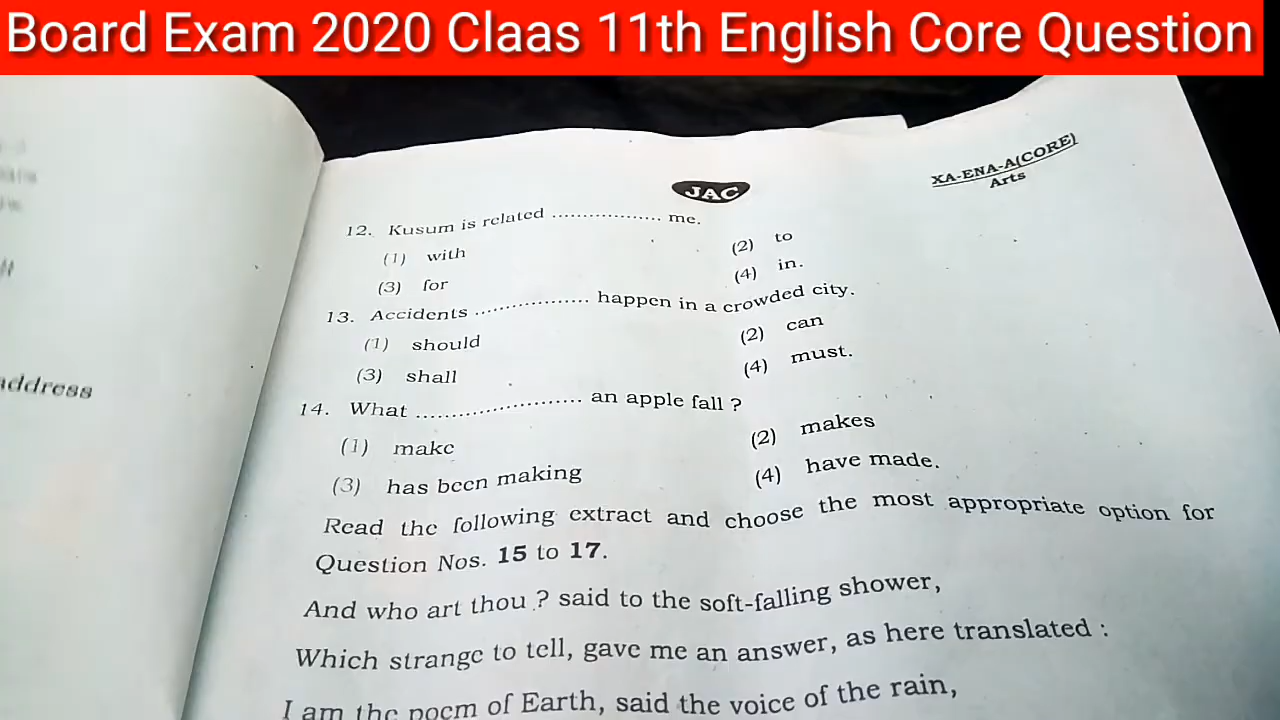 Board Exam 2020 Claas 11th English Core Question
JAC
XA-ENA-A(CORE)
Arts
12. Kusum is related .................. me.
(1) with (2) to
(3) for (4) in.
13. Accidents .................. happen in a crowded city.
(1) should (2) can
(3) shall (4) must.
14. What .......................... an apple fall ?
(1) make (2) makes
(3) has been making (4) have made.
Read the following extract and choose the most appropriate option for
Question Nos. 15 to 17.
And who art thou ? said to the soft-falling shower,
Which strange to tell, gave me an answer, as here translated :
I am the poem of Earth, said the voice of the rain,
address